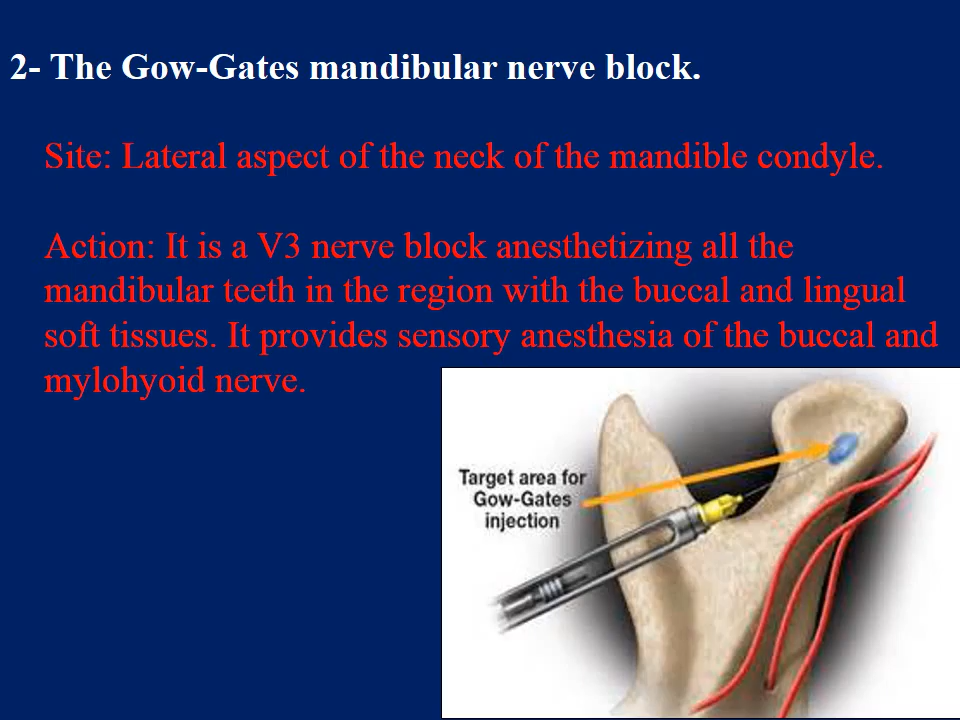 2- The Gow-Gates mandibular nerve block.
Site: Lateral aspect of the neck of the mandible condyle.
Action: It is a V3 nerve block anesthetizing all the
mandibular teeth in the region with the buccal and lingual
soft tissues. It provides sensory anesthesia of the buccal and
mylohyoid nerve.
Target area for
Gow-Gates
injection